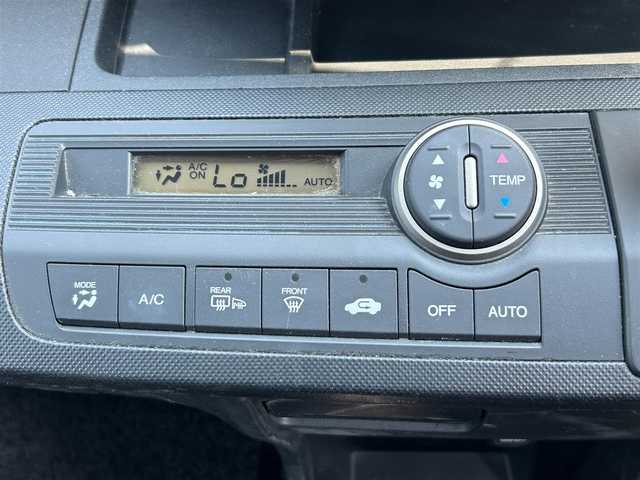 A/C
ON
Lo
AUTO
TEMP
MODE
A/C
REAR
FRONT
OFF
AUTO